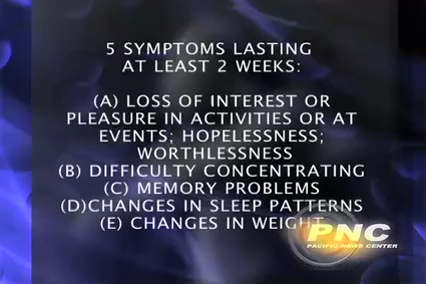 5 SYMPTOMS LASTING
AT LEAST 2 WEEKS:
(A) LOSS OF INTEREST OR
PLEASURE IN ACTIVITIES OR AT
EVENTS; HOPELESSNESS;
WORTHLESSNESS
(B) DIFFICULTY CONCENTRATING
(C) MEMORY PROBLEMS
(D)CHANGES IN SLEEP PATTERNS
(E) CHANGES IN WEIGHT
PNC
PACIFIC NEWS CENTER